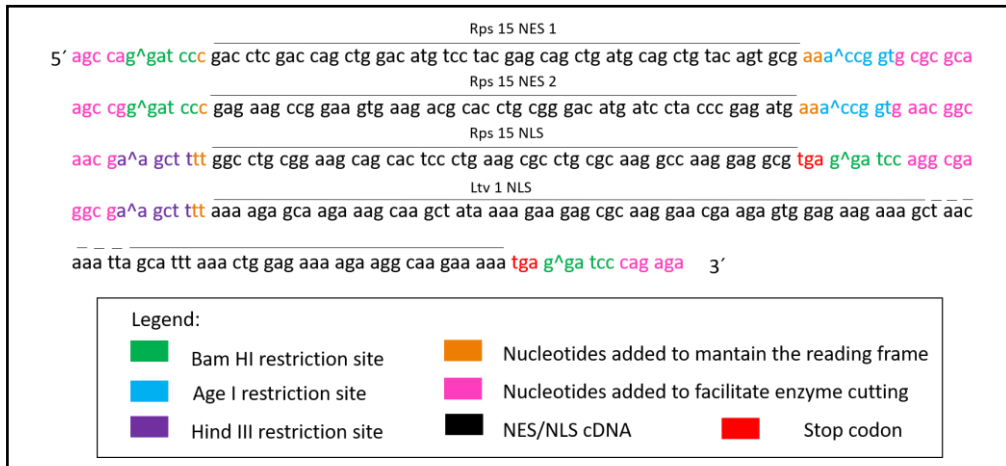 Rps 15 NES 1
5´ agc cag^gat ccc gac ctc gac cag ctg gac atg tcc tac gag cag ctg atg cag ctg tac agt gcg aaa^ccg gtg cgc gca
Rps 15 NES 2
agc cgg^gat ccc gag aag ccg gaa gtg aag acg cac ctg cgg gac atg atc cta ccc gag atg aaa^ccg gtg aac ggc
Rps 15 NLS
aac ga^a gct ttt ggc ctg cgg aag cag cac tcc ctg aag cgc ctg cgc aag gcc aag gag gcg tga g^ga tcc agg cga
Ltv 1 NLS
ggc ga^a gct ttt aaa aga gca aga aag caa gct ata aaa gaa gag cgc aag gaa cga aga gtg gag aag aaa gct aac
aaa tta gca ttt aaa ctg gag aaa aga agg caa gaa aaa tga g^ga tcc cag aga 3´
Legend:
Bam HI restriction site
Nucleotides added to mantain the reading frame
Age I restriction site
Nucleotides added to facilitate enzyme cutting
Hind III restriction site
NES/NLS cDNA
Stop codon